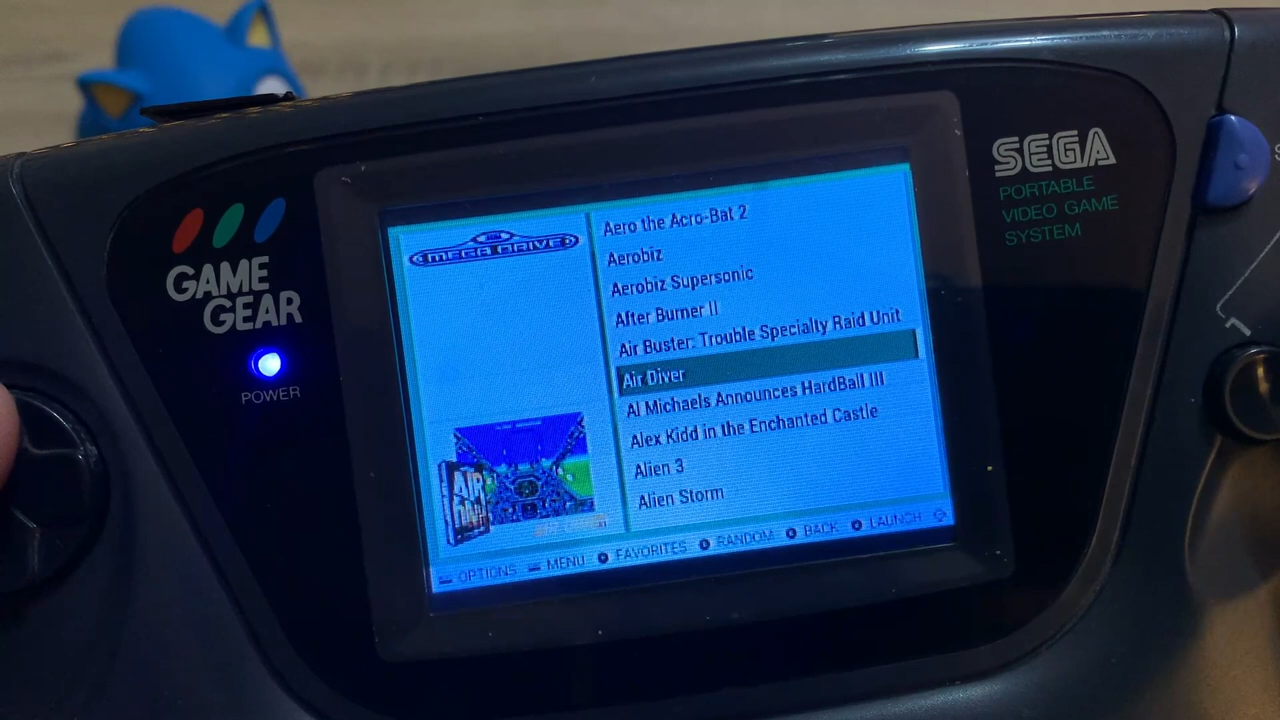 GAME
GEAR
POWER
SEGA
PORTABLE
VIDEO GAME
SYSTEM
MEGA DRIVE
Aero the Acro-Bat 2
Aerobiz
Aerobiz Supersonic
After Burner II
Air Buster: Trouble Specialty Raid Unit
Air Diver
Al Michaels Announces HardBall III
Alex Kidd in the Enchanted Castle
Alien 3
Alien Storm
AIR
OPTIONS MENU FAVORITES RANDOM BACK LAUNCH